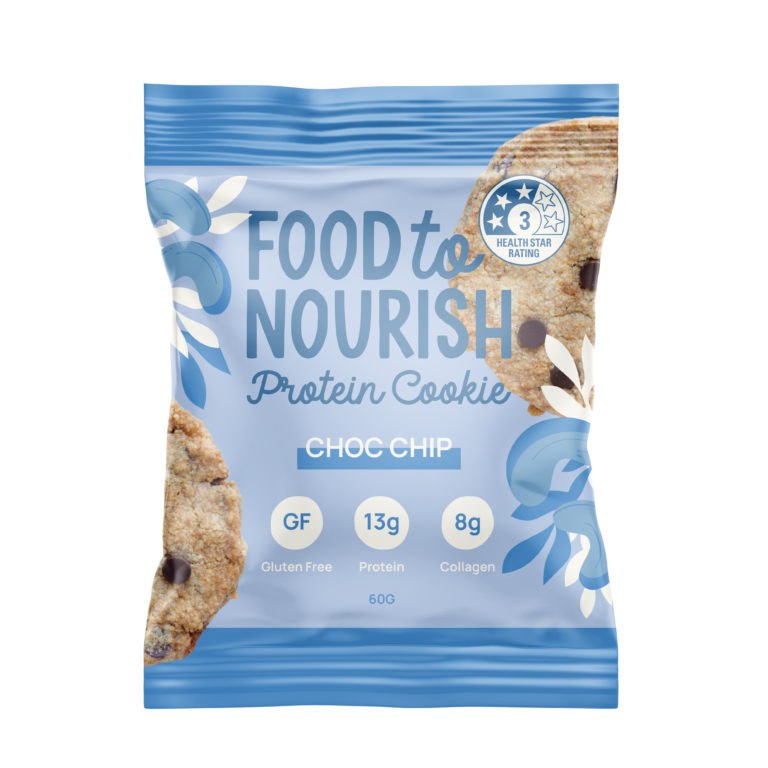 FOOD to
NOURISH
Protein Cookie
3
HEALTH STAR
RATING
CHOC CHIP
GF
13g
8g
Gluten Free
Protein
Collagen
60G